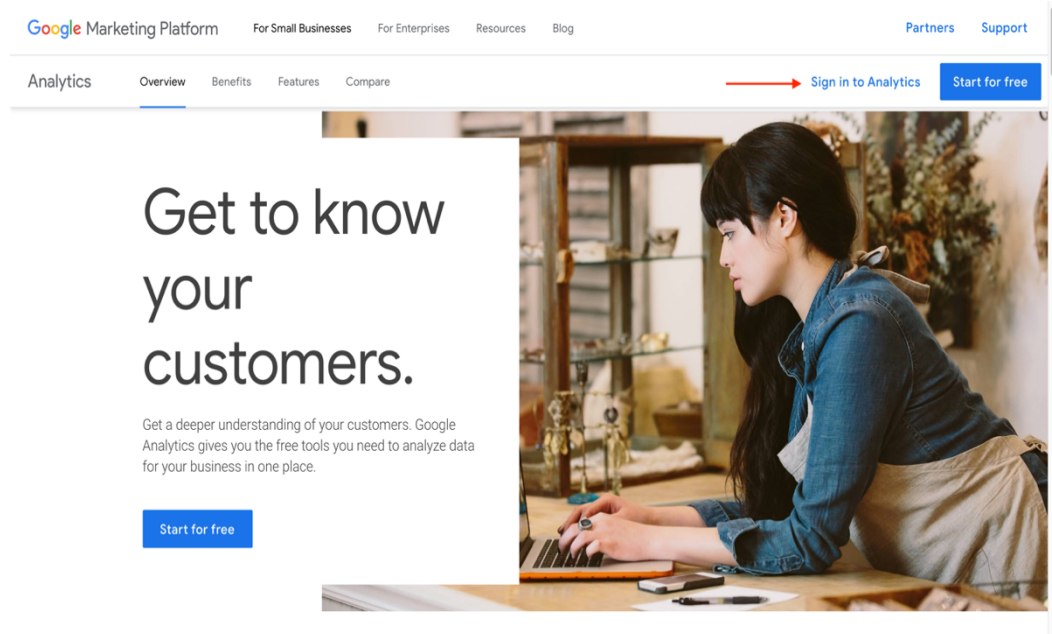 Google Marketing Platform For Small Businesses For Enterprises Resources Blog Partners Support
Analytics Overview Benefits Features Compare Sign in to Analytics Start for free
Get to know
your
customers.
Get a deeper understanding of your customers. Google
Analytics gives you the free tools you need to analyze data
for your business in one place.
Start for free